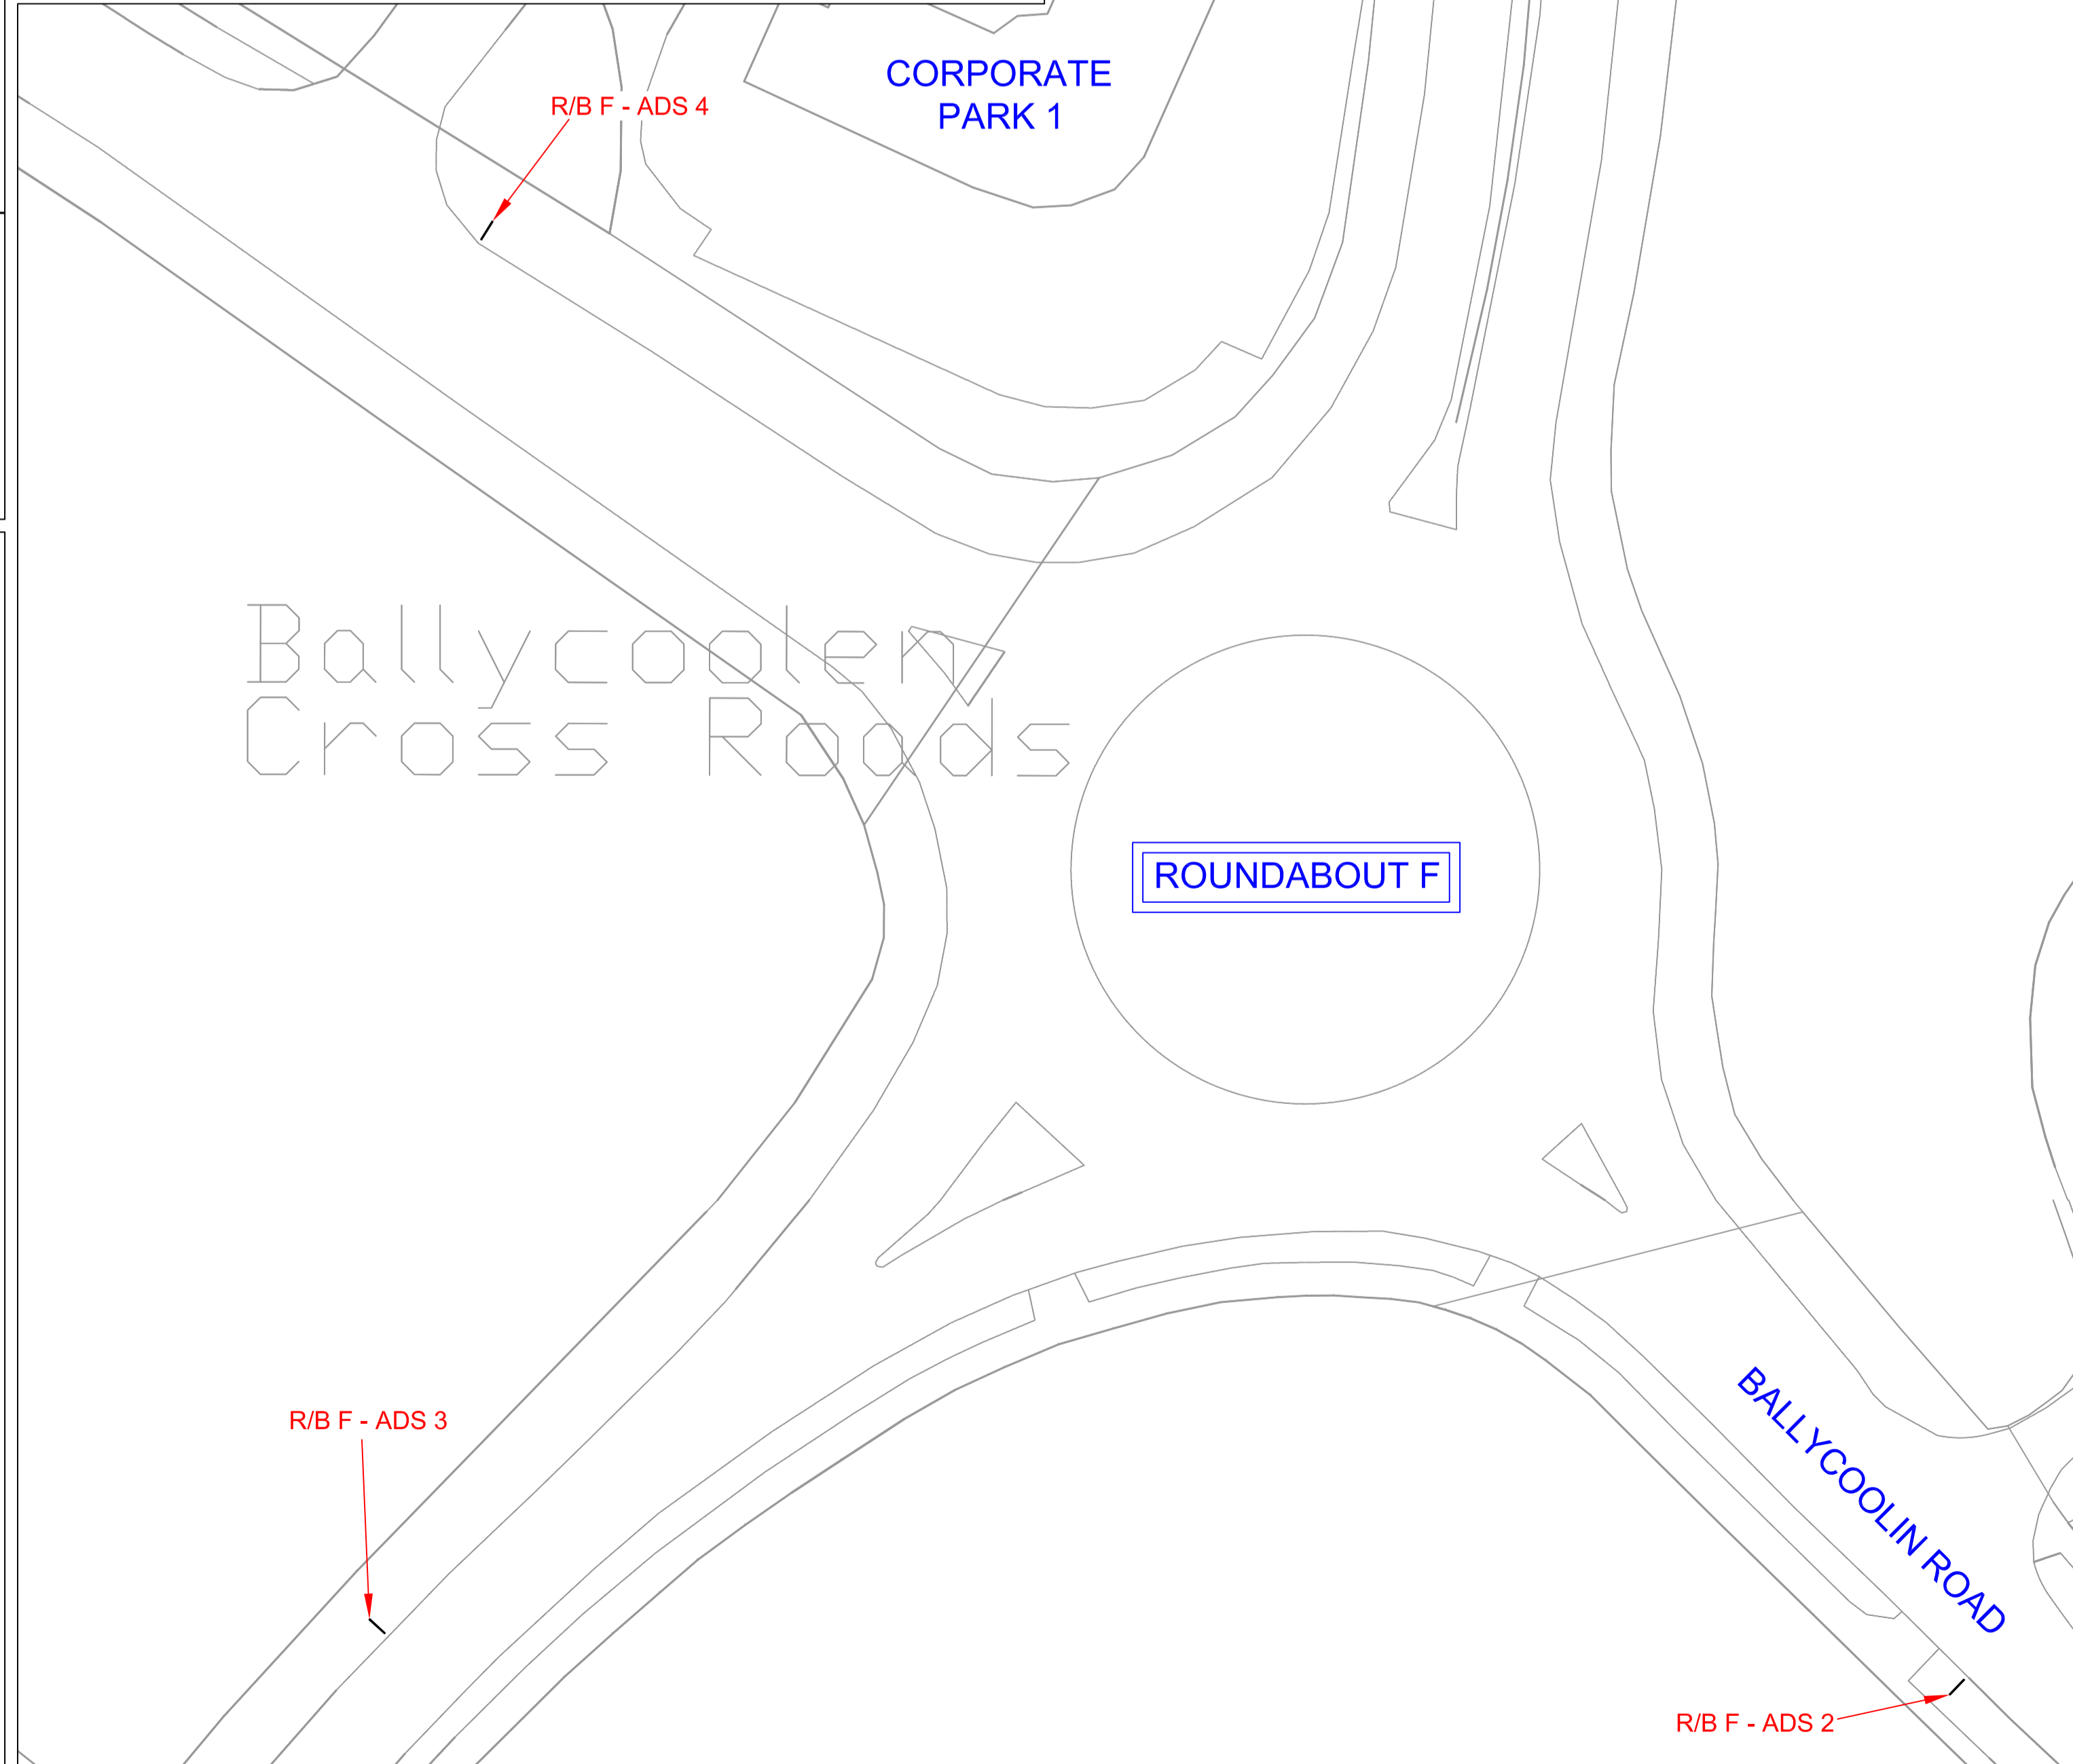 CORPORATE
PARK 1
R/B F - ADS 4
Ballycoolen
Cross Roads
ROUNDABOUT F
R/B F - ADS 3
BALLYCOOLIN ROAD
R/B F - ADS 2